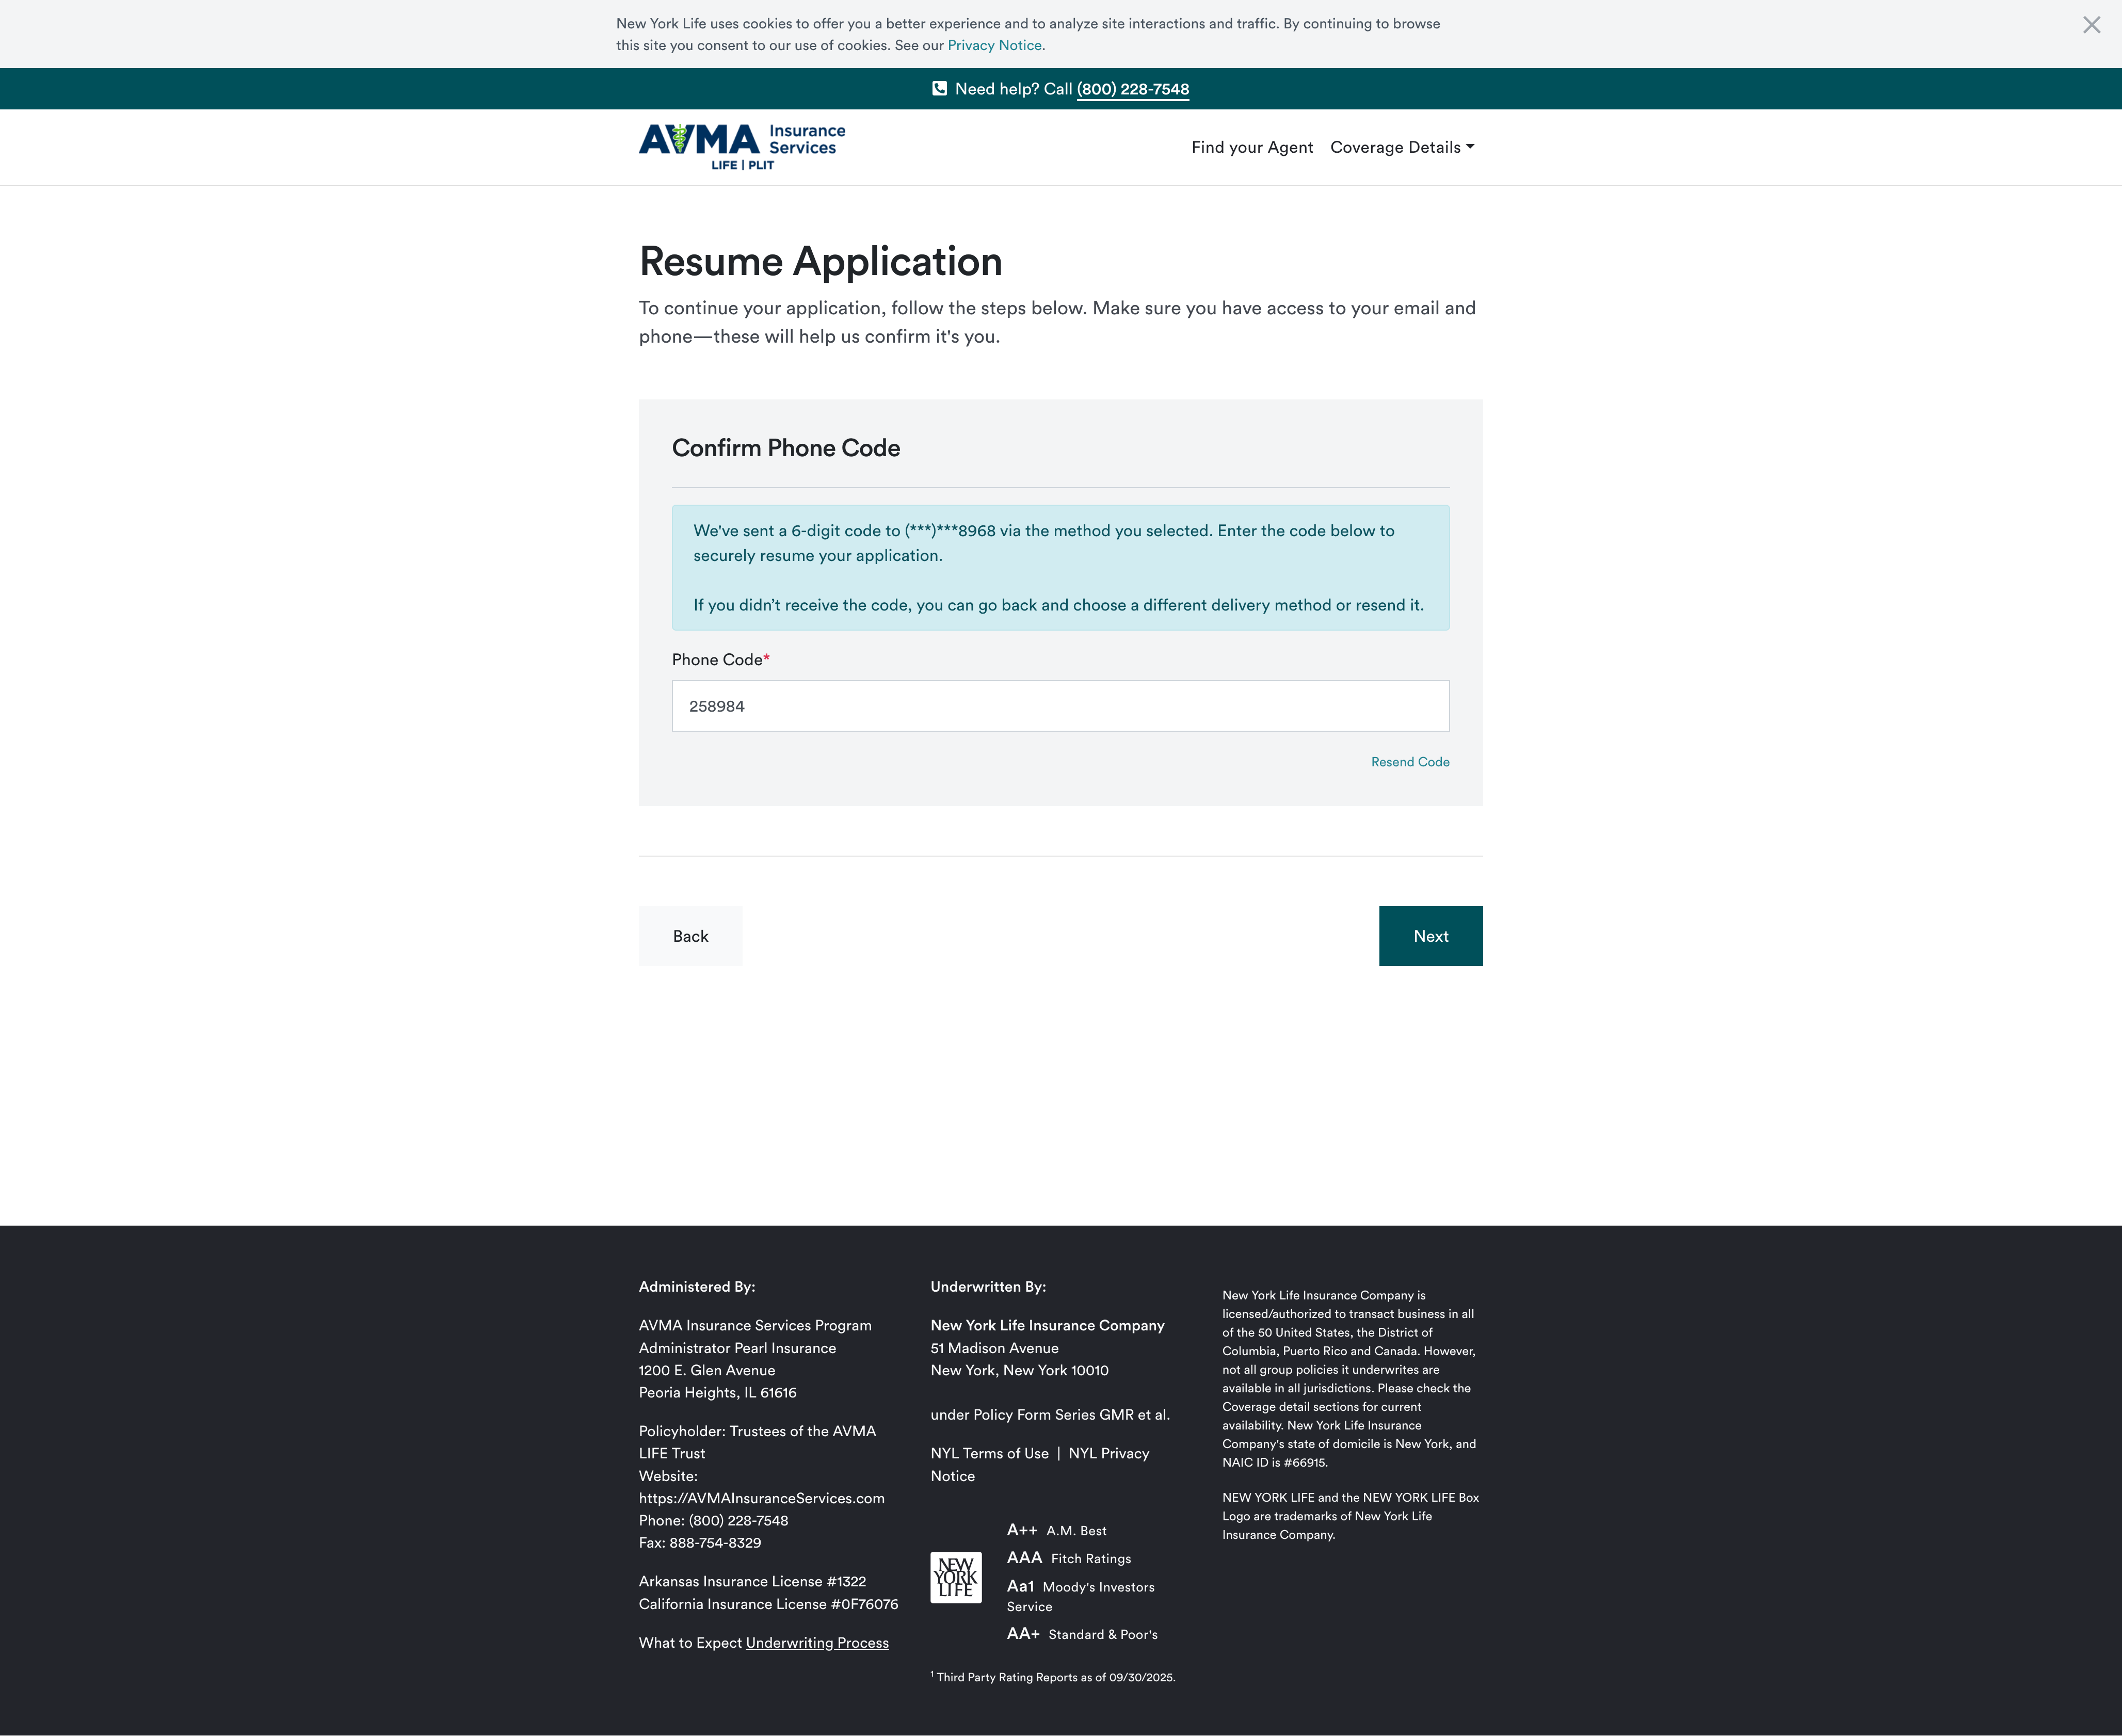 New York Life uses cookies to offer you a better experience and to analyze site interactions and traffic. By continuing to browse
this site you consent to our use of cookies. See our Privacy Notice.
Need help? Call (800) 228-7548
AVMA Insurance
Services
LIFE | PLIT
Find your Agent Coverage Details
Resume Application
To continue your application, follow the steps below. Make sure you have access to your email and
phone—these will help us confirm it's you.
Confirm Phone Code
We've sent a 6-digit code to (***)***8968 via the method you selected. Enter the code below to
securely resume your application.
If you didn’t receive the code, you can go back and choose a different delivery method or resend it.
Phone Code*
258984
Resend Code
Back
Next
Administered By:
AVMA Insurance Services Program
Administrator Pearl Insurance
1200 E. Glen Avenue
Peoria Heights, IL 61616
Policyholder: Trustees of the AVMA
LIFE Trust
Website:
https://AVMAInsuranceServices.com
Phone: (800) 228-7548
Fax: 888-754-8329
Arkansas Insurance License #1322
California Insurance License #0F76076
What to Expect Underwriting Process
Underwritten By:
New York Life Insurance Company
51 Madison Avenue
New York, New York 10010
under Policy Form Series GMR et al.
NYL Terms of Use | NYL Privacy
Notice
NEW
YORK
LIFE
A++ A.M. Best
AAA Fitch Ratings
Aa1 Moody's Investors
Service
AA+ Standard & Poor's
1 Third Party Rating Reports as of 09/30/2025.
New York Life Insurance Company is
licensed/authorized to transact business in all
of the 50 United States, the District of
Columbia, Puerto Rico and Canada. However,
not all group policies it underwrites are
available in all jurisdictions. Please check the
Coverage detail sections for current
availability. New York Life Insurance
Company's state of domicile is New York, and
NAIC ID is #66915.
NEW YORK LIFE and the NEW YORK LIFE Box
Logo are trademarks of New York Life
Insurance Company.